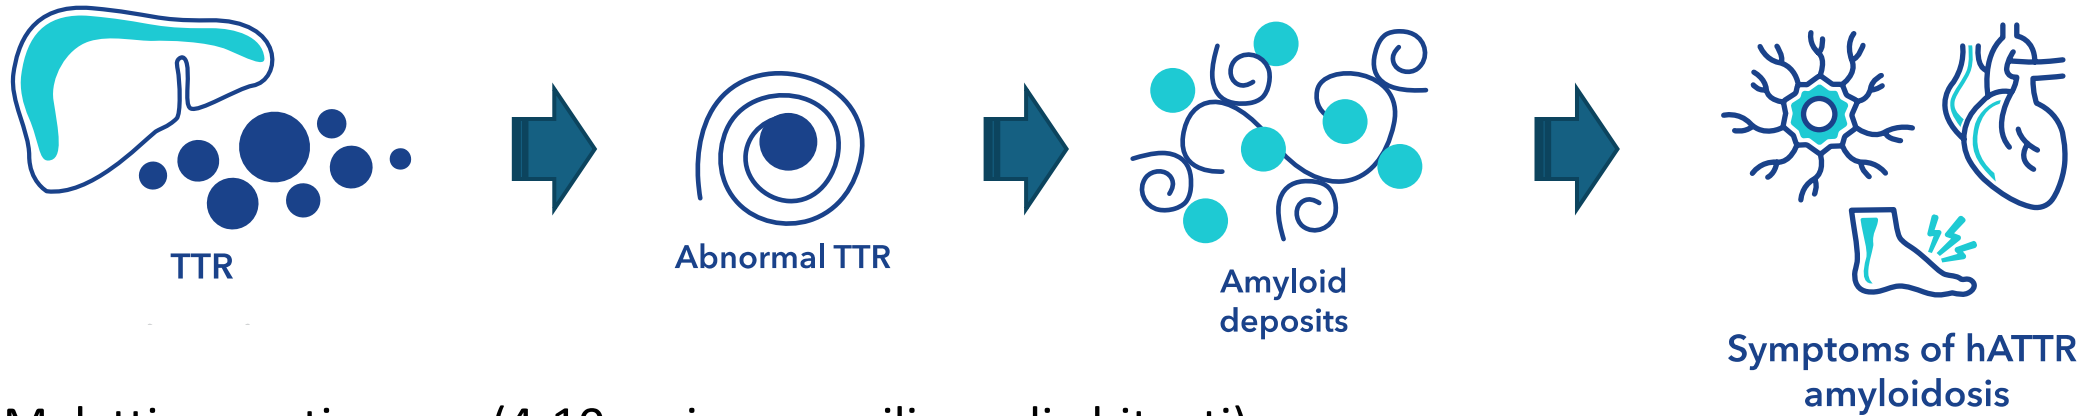 TTR
Abnormal TTR
Amyloid
deposits
Symptoms of hATTR
amyloidosis